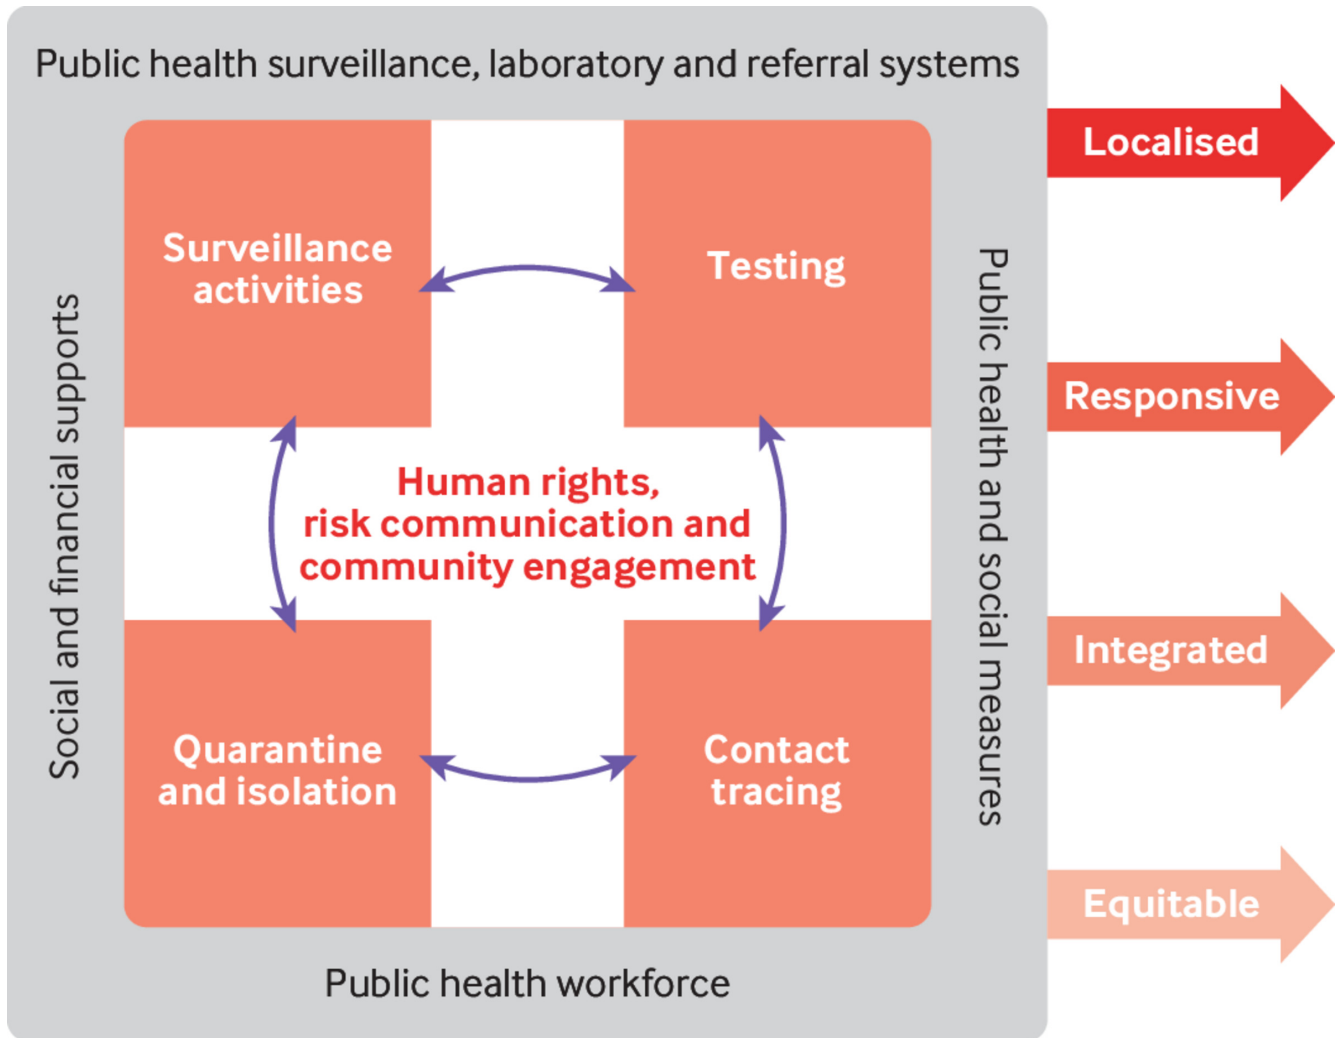 Public health surveillance, laboratory and referral systems
Surveillance
activities
Testing
Human rights,
risk communication and
community engagement
Quarantine
and isolation
Contact
tracing
Social and financial supports
Public health and social measures
Public health workforce
Localised
Responsive
Integrated
Equitable